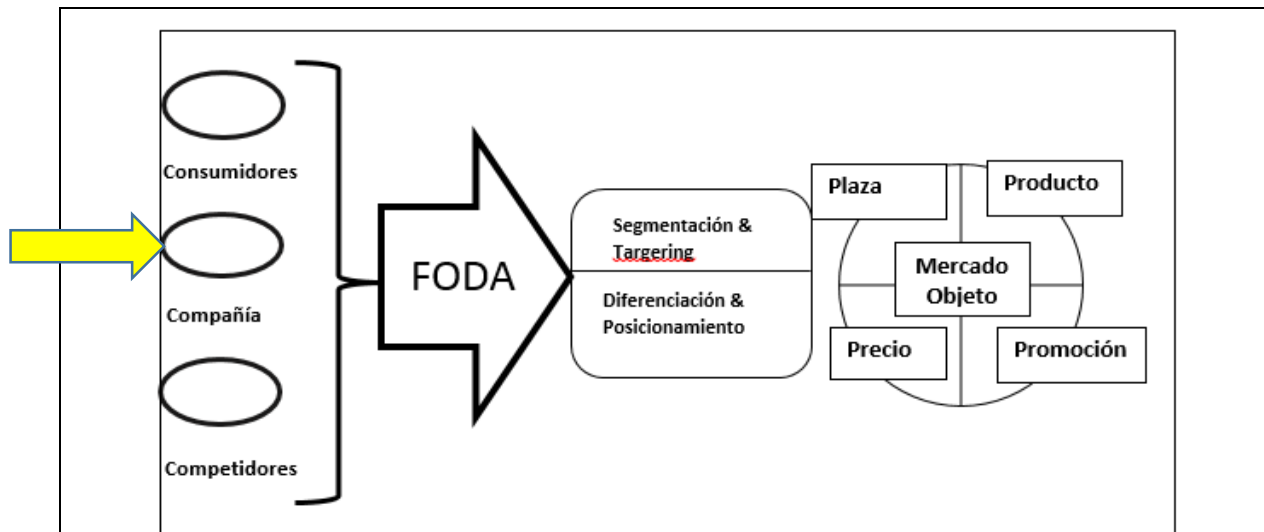 Consumidores
Compañía
Competidores
FODA
Segmentación &
Targering
Diferenciación &
Posicionamiento
Plaza
Producto
Mercado
Objeto
Precio
Promoción